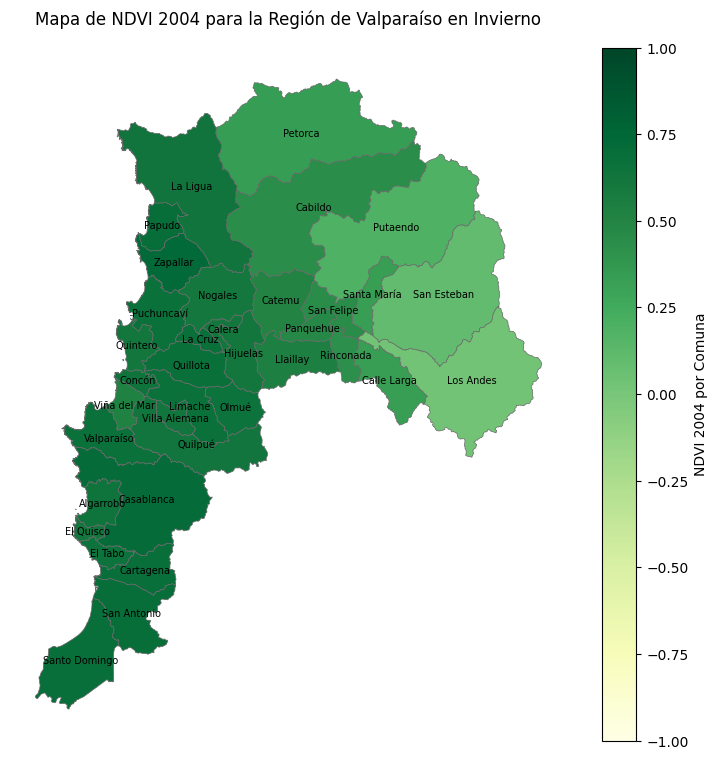 Mapa de NDVI 2004 para la Región de Valparaíso en Invierno
Petorca
La Ligua
Cabildo
Papudo
Putaendo
Zapallar
Nogales
Catemu
Santa María
San Esteban
Puchuncaví
San Felipe
Calera
Panquehue
La Cruz
Quintero
Hijuelas
Llaillay
Rinconada
Quillota
Concón
Calle Larga
Los Andes
Viña del Mar
Limache
Olmué
Villa Alemana
Valparaíso
Quilpué
Casablanca
Algarrobo
El Quisco
El Tabo
Cartagena
San Antonio
Santo Domingo
1.00
0.75
0.50
0.25
0.00
−0.25
−0.50
−0.75
−1.00
NDVI 2004 por Comuna